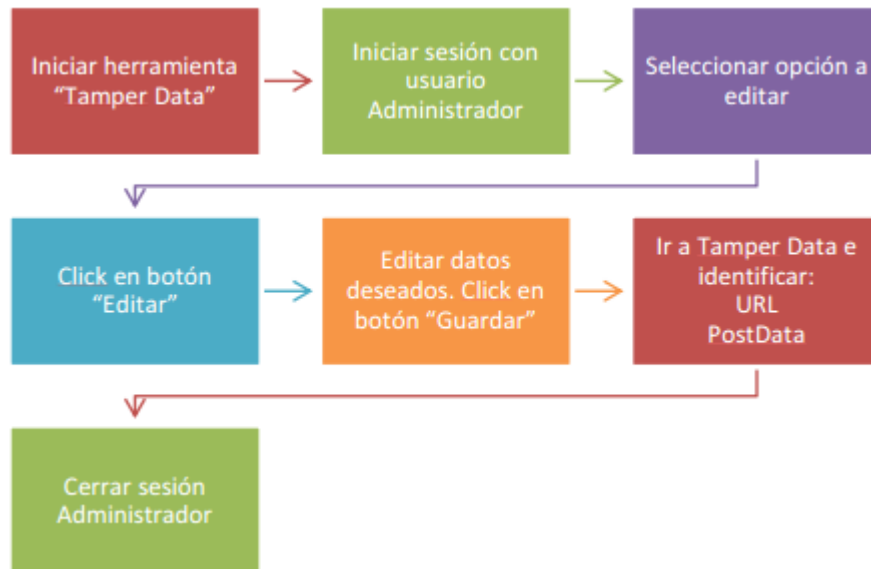 Iniciar herramienta
“Tamper Data”
Iniciar sesión con
usuario
Administrador
Seleccionar opción a
editar
Click en botón
“Editar”
Editar datos
deseados. Click en
botón “Guardar”
Ir a Tamper Data e
identificar:
URL
PostData
Cerrar sesión
Administrador